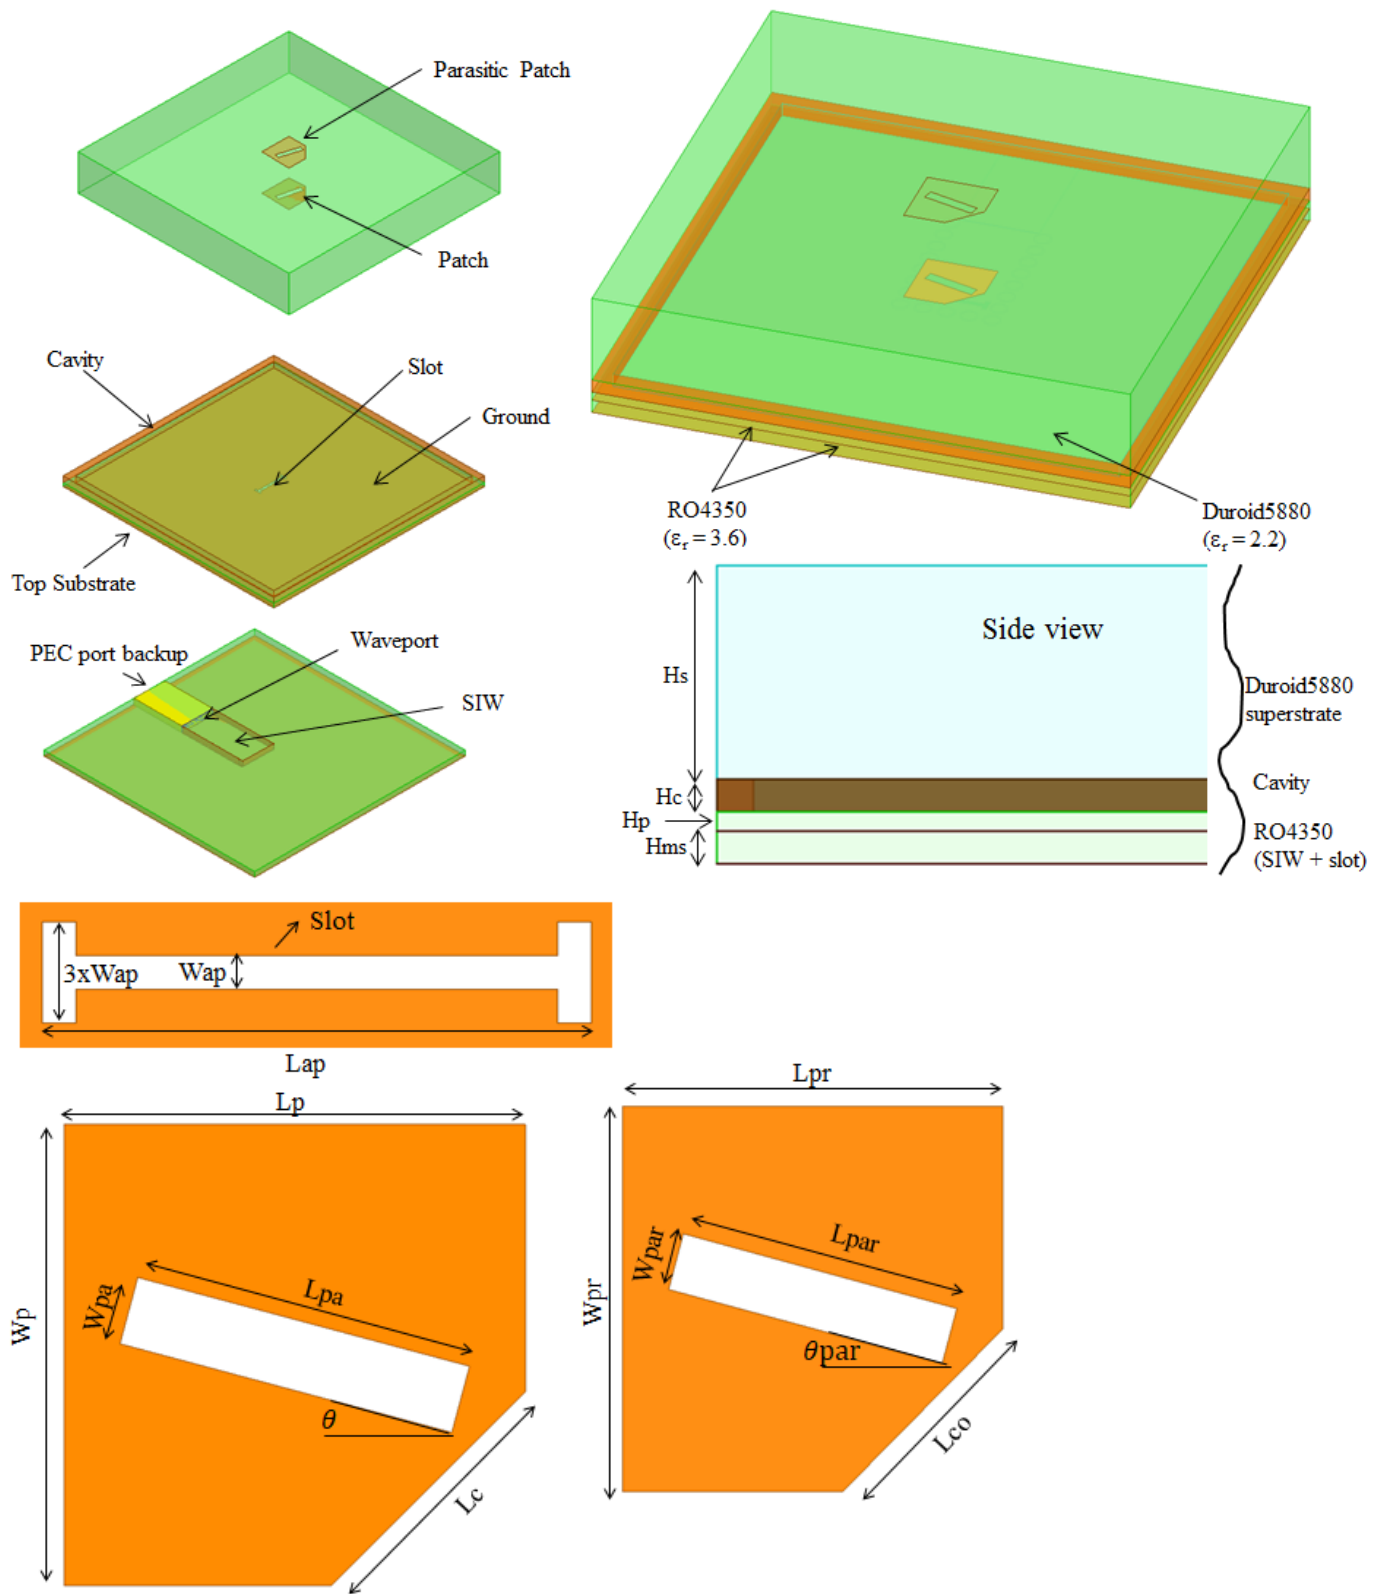 Parasitic Patch
Patch
Cavity
Slot
Ground
Top Substrate
RO4350
(εr = 3.6)
Duroid5880
(εr = 2.2)
PEC port backup
Waveport
SIW
Side view
Hs
Hc
Hp
Hms
Duroid5880
superstrate
Cavity
RO4350
(SIW + slot)
Slot
3xWap
Wap
Lap
Lp
Wp
Wpa
Lpa
θ
Lc
Lpr
Wpr
Wpar
Lpar
θpar
Lco